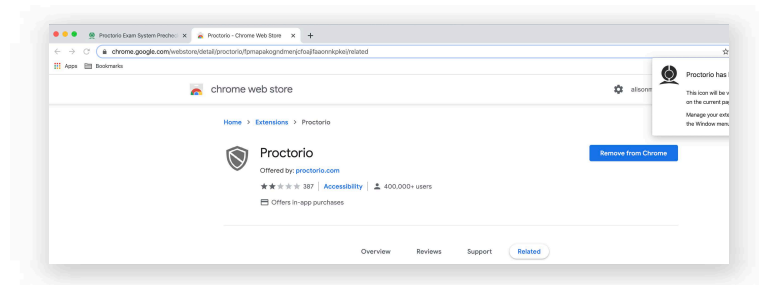 Proctorio Exam System Prechec
Proctorio - Chrome Web Store
chrome.google.com/webstore/detail/proctorio/fpmapakogndmenjcfoajifaaonnkpkei/related
Apps Bookmarks
Proctorio has
chrome web store
alisonm
This icon will be v
on the current pa
Manage your exte
the Window menu
Home > Extensions > Proctorio
Proctorio
Remove from Chrome
Offered by: proctorio.com
387 | Accessibility | 400,000+ users
Offers in-app purchases
Overview Reviews Support Related